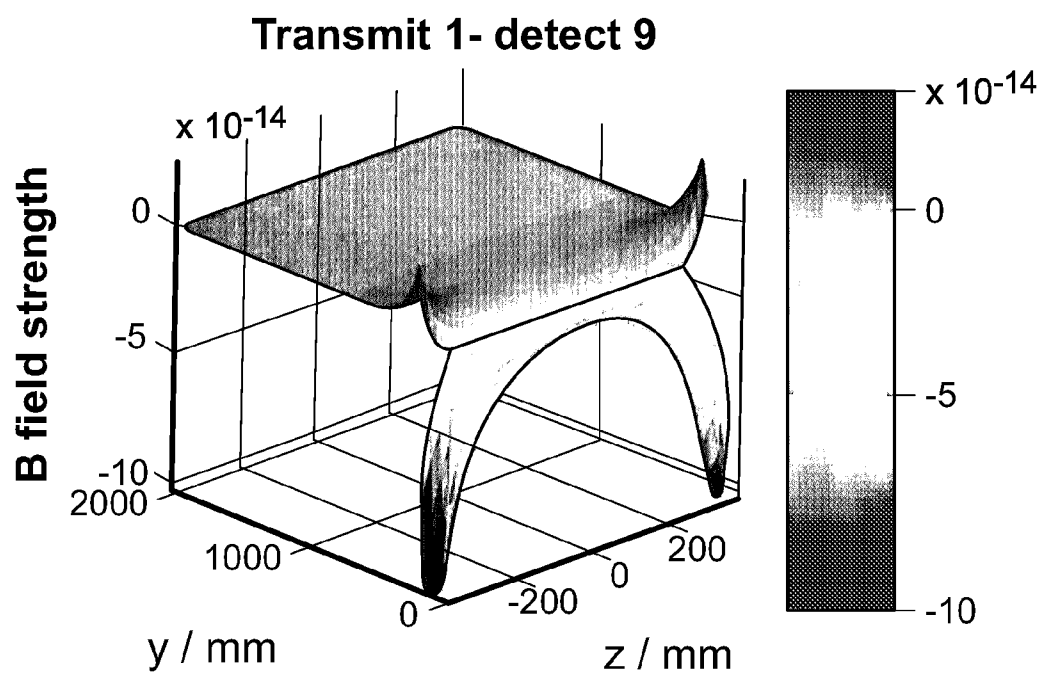 Transmit 1- detect 9
x 10-14
x 10-14
B field strength
0
-5
-10
2000
1000
0
-200
0
200
y / mm
z / mm
0
-5
-10